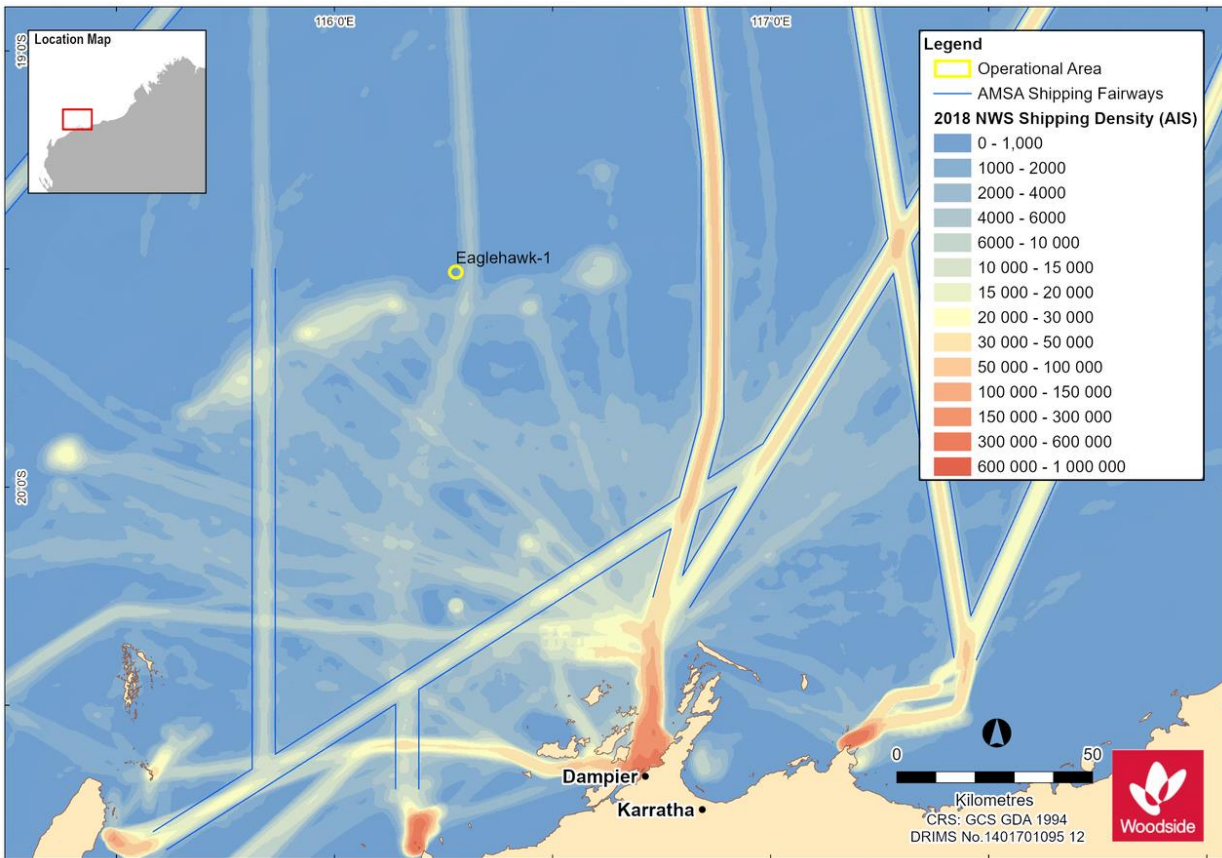 116°0'E
117°0'E
19°0'S
20°0'S
Location Map
Eaglehawk-1
Dampier
Karratha
Legend
Operational Area
AMSA Shipping Fairways
2018 NWS Shipping Density (AIS)
0 - 1,000
1000 - 2000
2000 - 4000
4000 - 6000
6000 - 10 000
10 000 - 15 000
15 000 - 20 000
20 000 - 30 000
30 000 - 50 000
50 000 - 100 000
100 000 - 150 000
150 000 - 300 000
300 000 - 600 000
600 000 - 1 000 000
0 50
Kilometres
CRS: GCS GDA 1994
DRIMS No.1401701095 12
Woodside